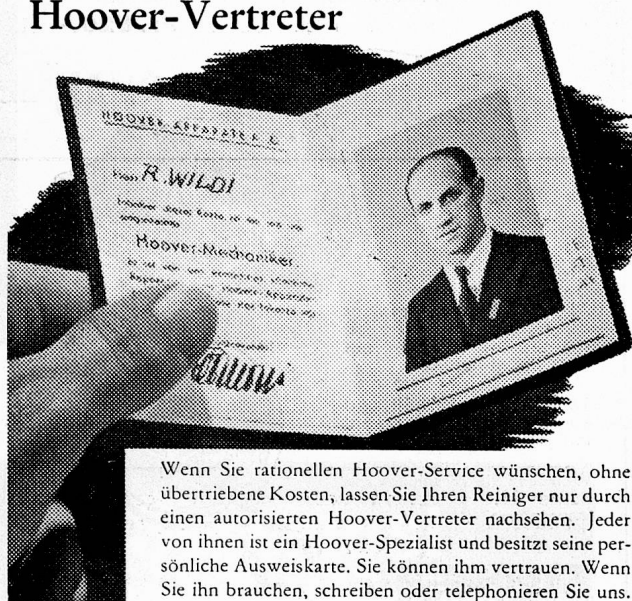 Hoover-Vertreter
HOOVER APPARATE A.G.
Herr R. WILDI
Hoover-Mechaniker.
Wenn Sie rationellen Hoover-Service wünschen, ohne
übertriebene Kosten, lassen Sie Ihren Reiniger nur durch
einen autorisierten Hoover-Vertreter nachsehen. Jeder
von ihnen ist ein Hoover-Spezialist und besitzt seine per-
sönliche Ausweiskarte. Sie können ihm vertrauen. Wenn
Sie ihn brauchen, schreiben oder telephonieren Sie uns.